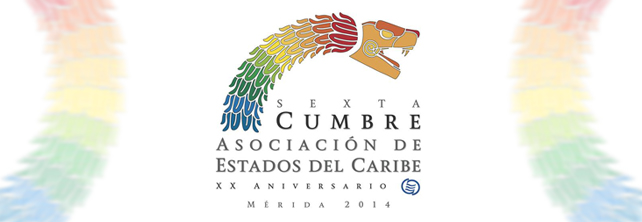 SEXTA
CUMBRE
ASOCIACIÓN DE
ESTADOS DEL CARIBE
XX ANIVERSARIO
MÉRIDA 2014